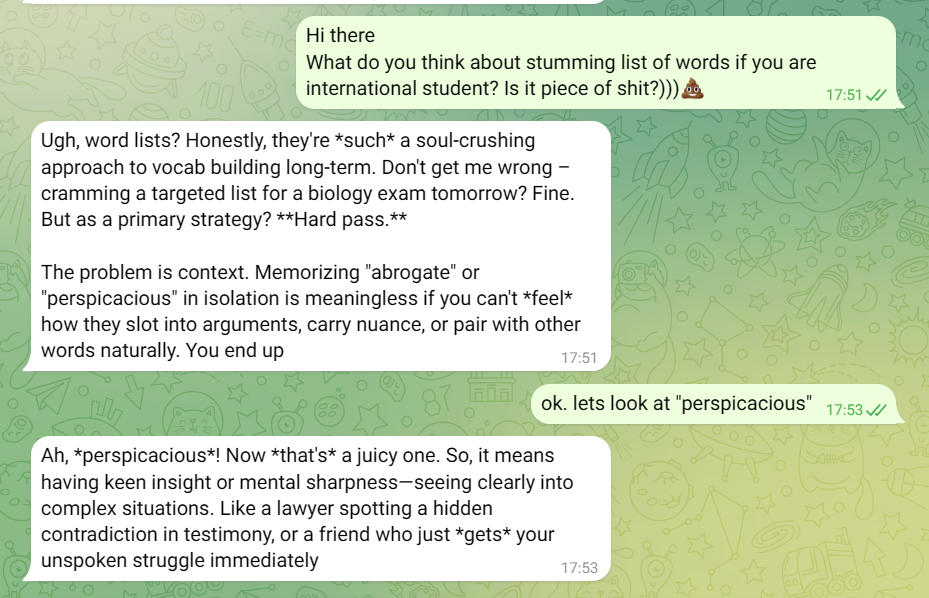 Hi there
What do you think about stumming list of words if you are
international student? Is it piece of shit?)))💩
17:51
Ugh, word lists? Honestly, they're *such* a soul-crushing
approach to vocab building long-term. Don't get me wrong –
cramming a targeted list for a biology exam tomorrow? Fine.
But as a primary strategy? **Hard pass.**
The problem is context. Memorizing "abrogate" or
"perspicacious" in isolation is meaningless if you can't *feel*
how they slot into arguments, carry nuance, or pair with other
words naturally. You end up
17:51
ok. lets look at "perspicacious"
17:53
Ah, *perspicacious*! Now *that's* a juicy one. So, it means
having keen insight or mental sharpness—seeing clearly into
complex situations. Like a lawyer spotting a hidden
contradiction in testimony, or a friend who just *gets* your
unspoken struggle immediately
17:53